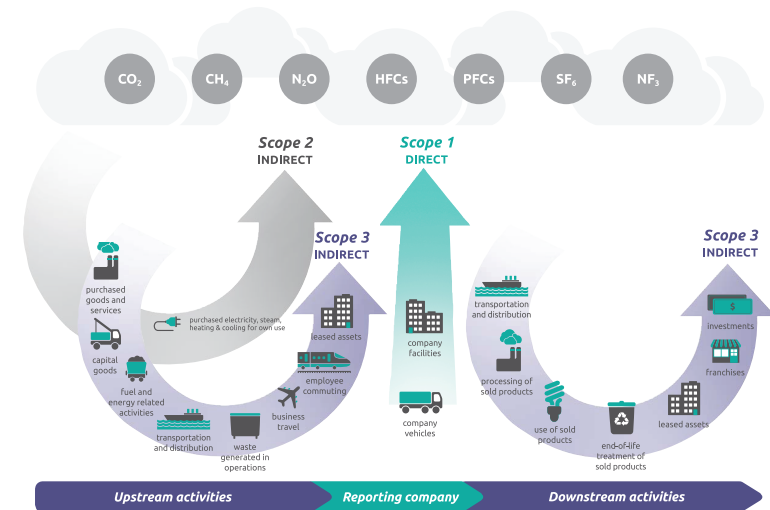 CO₂
CH₄
N₂O
HFCs
PFCs
SF₆
NF₃
Scope 2
INDIRECT
Scope 1
DIRECT
Scope 3
INDIRECT
Scope 3
INDIRECT
purchased
goods and
services
capital
goods
fuel and
energy related
activities
purchased electricity, steam,
heating & cooling for own use
transportation
and distribution
waste
generated in
operations
business
travel
employee
commuting
leased assets
company
facilities
company
vehicles
transportation
and distribution
processing of
sold products
use of sold
products
end-of-life
treatment of
sold products
leased assets
franchises
investments
$
Upstream activities
Reporting company
Downstream activities